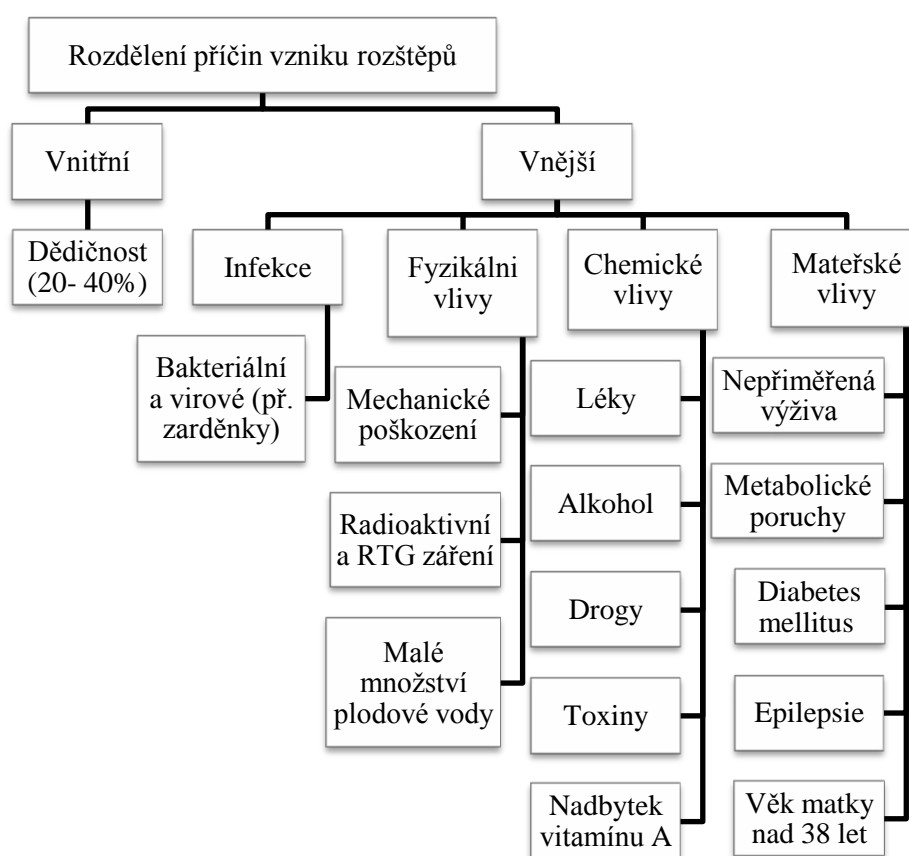 Rozdělení příčin vzniku rozštěpů
Vnitřní
Vnější
Dědičnost
(20- 40%)
Infekce
Fyzikálni
vlivy
Chemické
vlivy
Mateřské
vlivy
Bakteriální
a virové (př.
zarděnky)
Mechanické
poškození
Radioaktivní
a RTG záření
Malé
množství
plodové vody
Léky
Alkohol
Drogy
Toxiny
Nadbytek
vitamínu A
Nepřiměřená
výživa
Metabolické
poruchy
Diabetes
mellitus
Epilepsie
Věk matky
nad 38 let